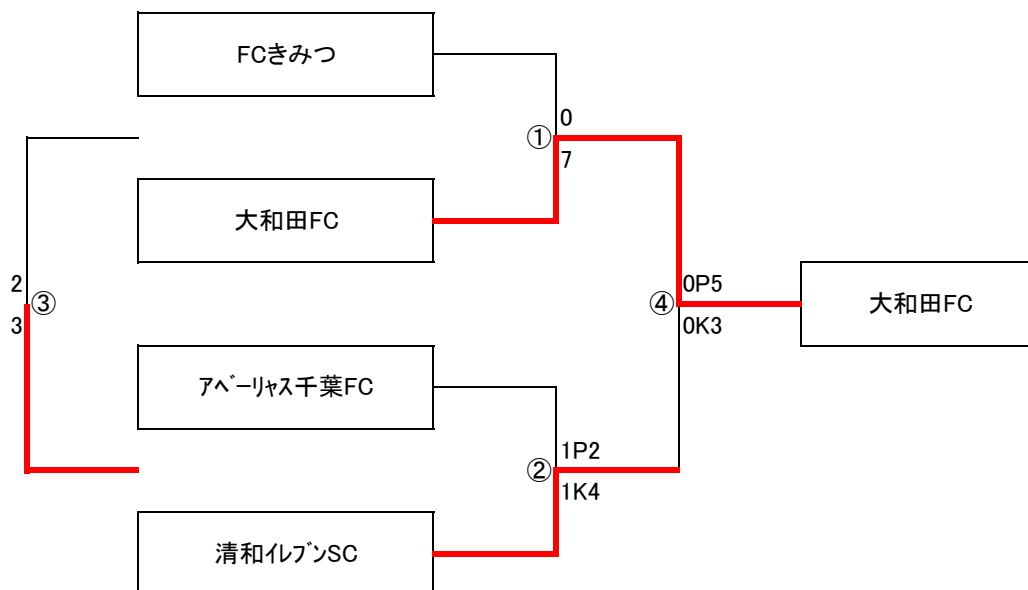 FCきみつ
0
①
7
大和田FC
2
③
3
0P5
④
0K3
大和田FC
ｱﾍﾞｰﾘｬｽ千葉FC
1P2
②
1K4
清和ｲﾚﾌﾞﾝSC